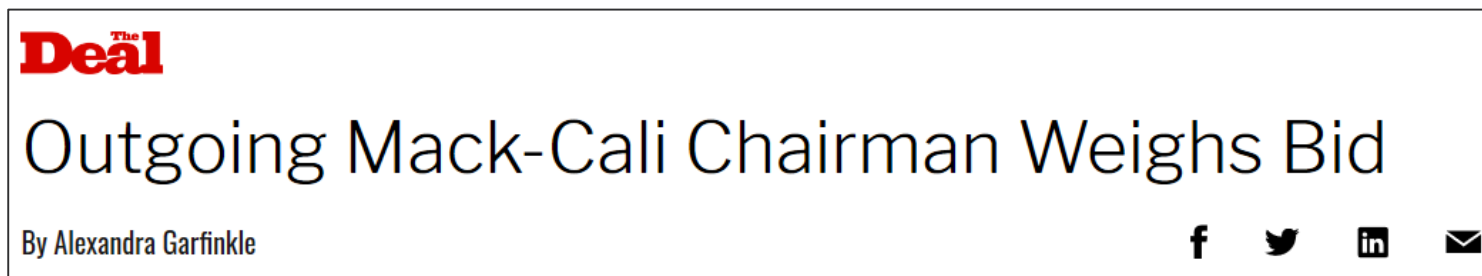 The Deal
Outgoing Mack-Cali Chairman Weighs Bid
By Alexandra Garfinkle